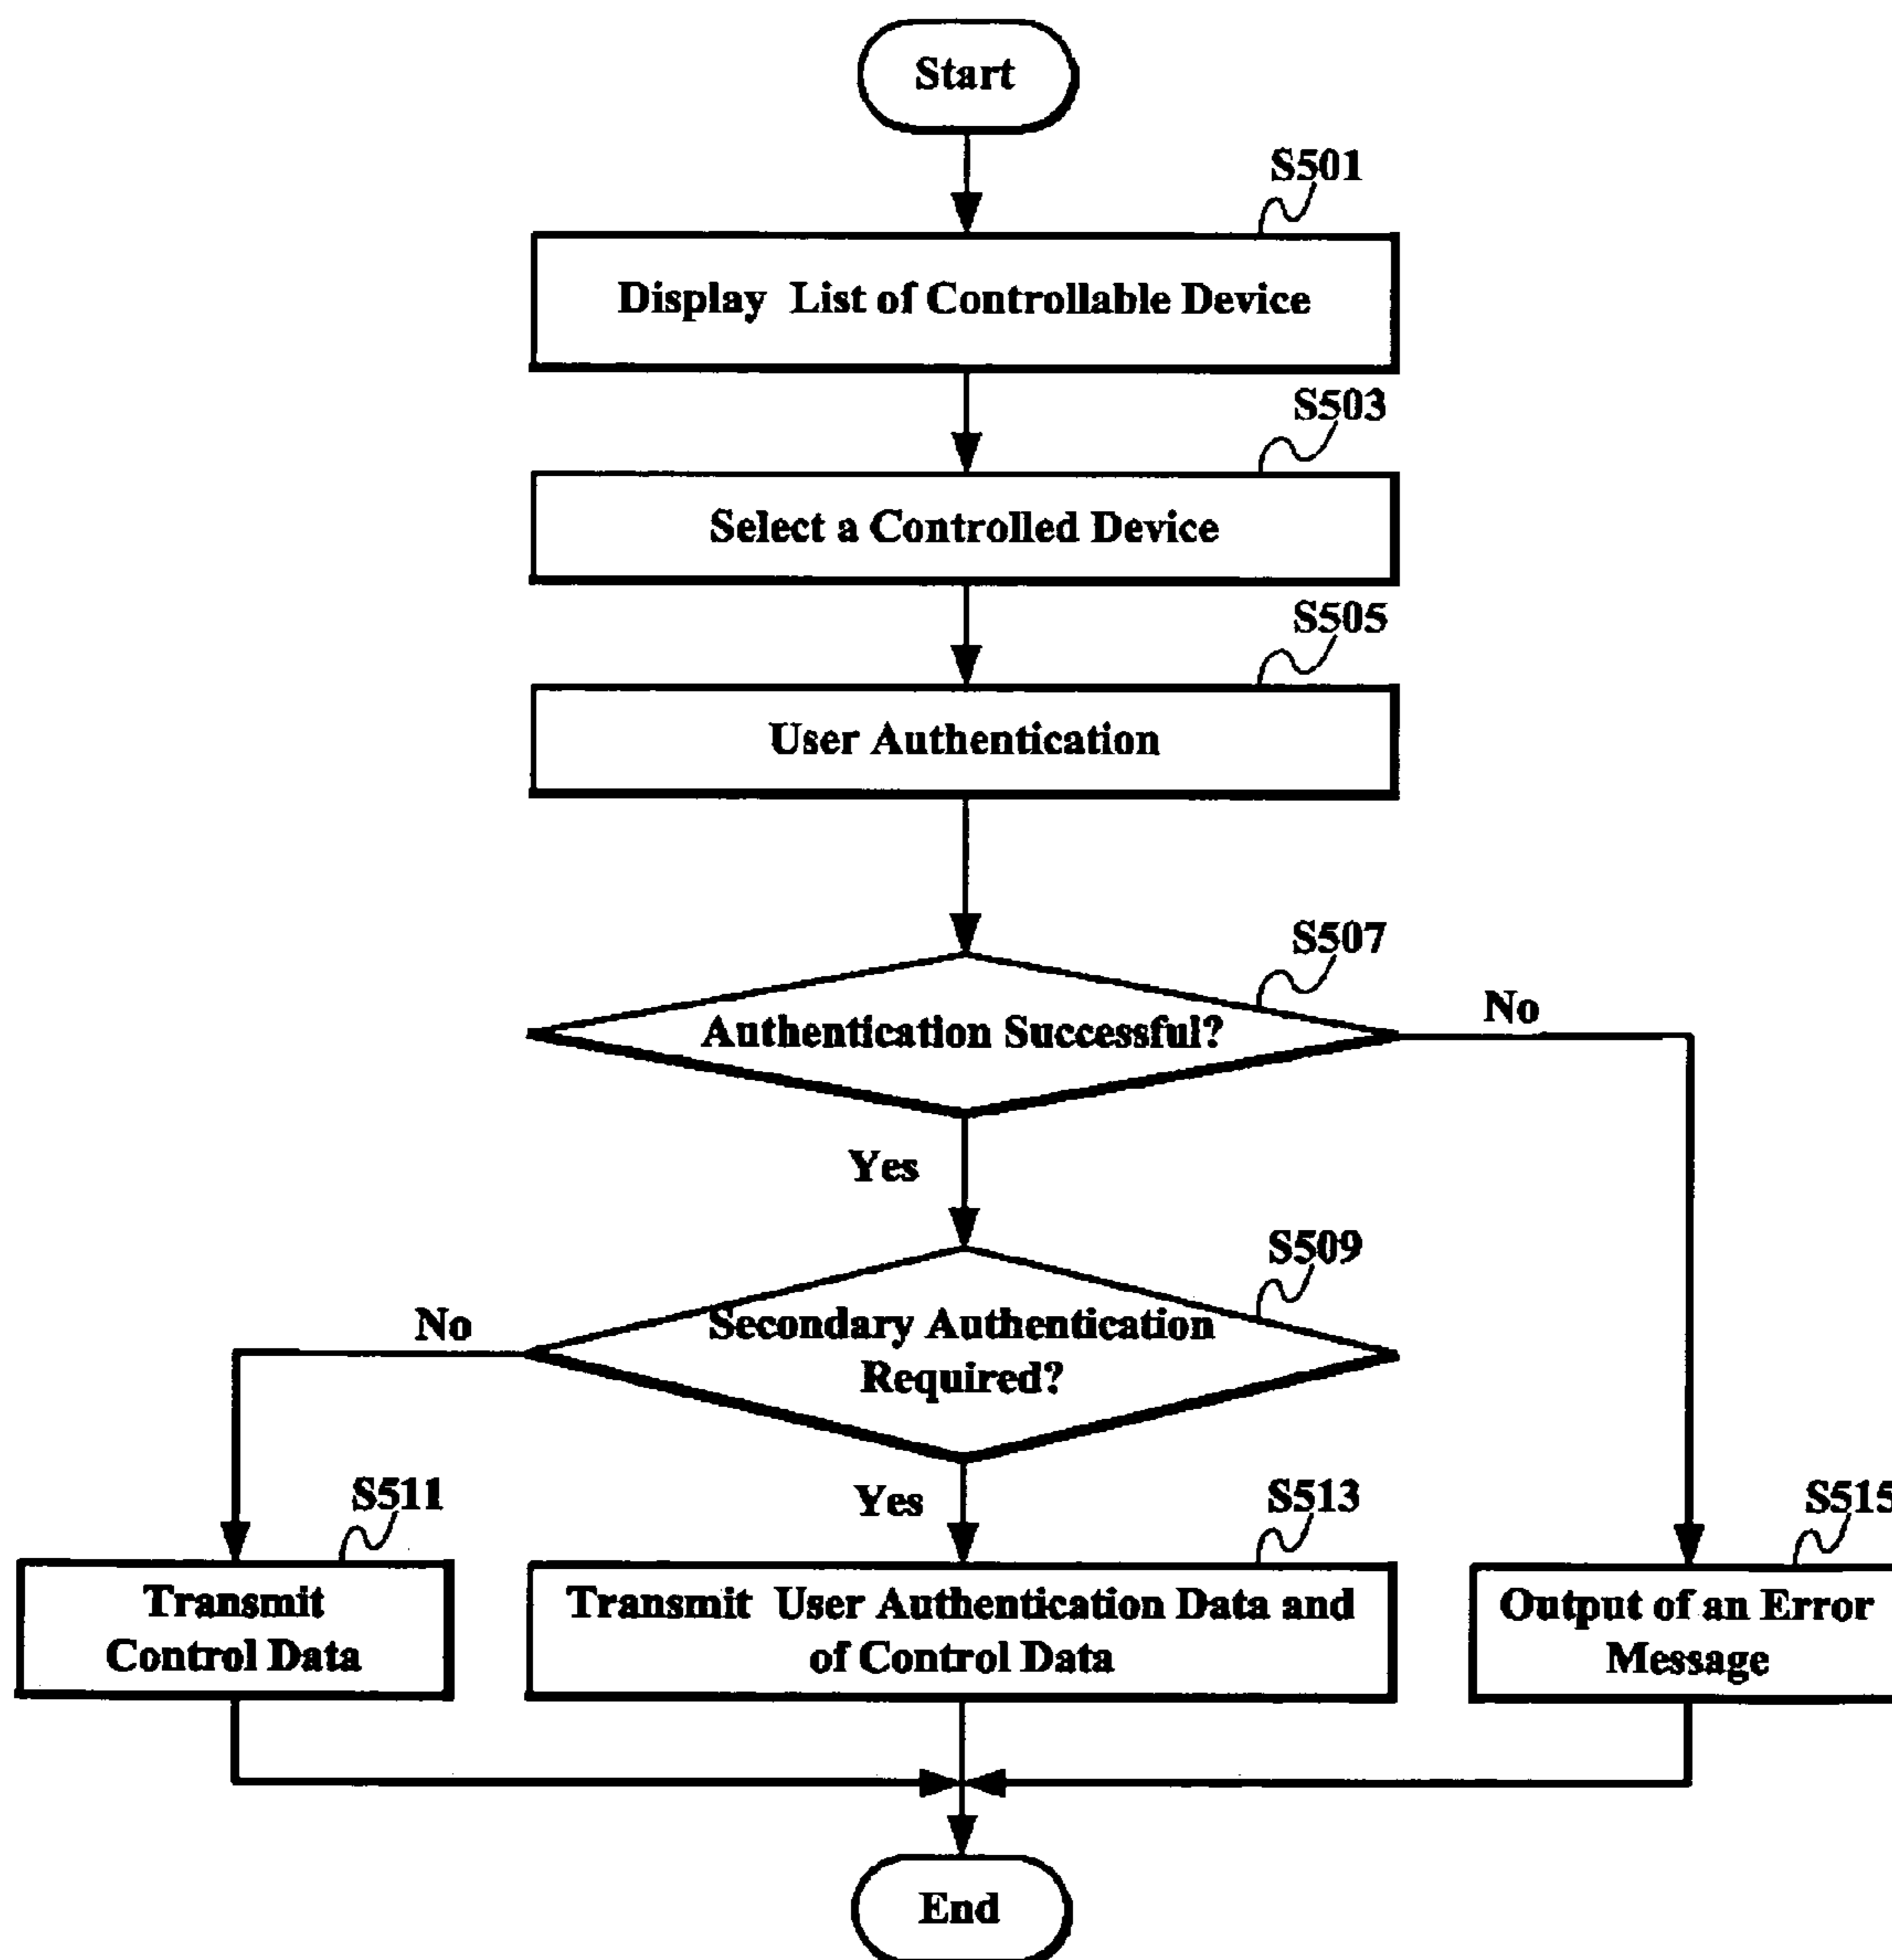 Start
S501
Display List of Controllable Device
S503
Select a Controlled Device
S505
User Authentication
S507
Authentication Successful?
No
Yes
S509
Secondary Authentication
Required?
No
Yes
S511
Transmit
Control Data
S513
Transmit User Authentication Data and
of Control Data
S515
Output of an Error
Message
End